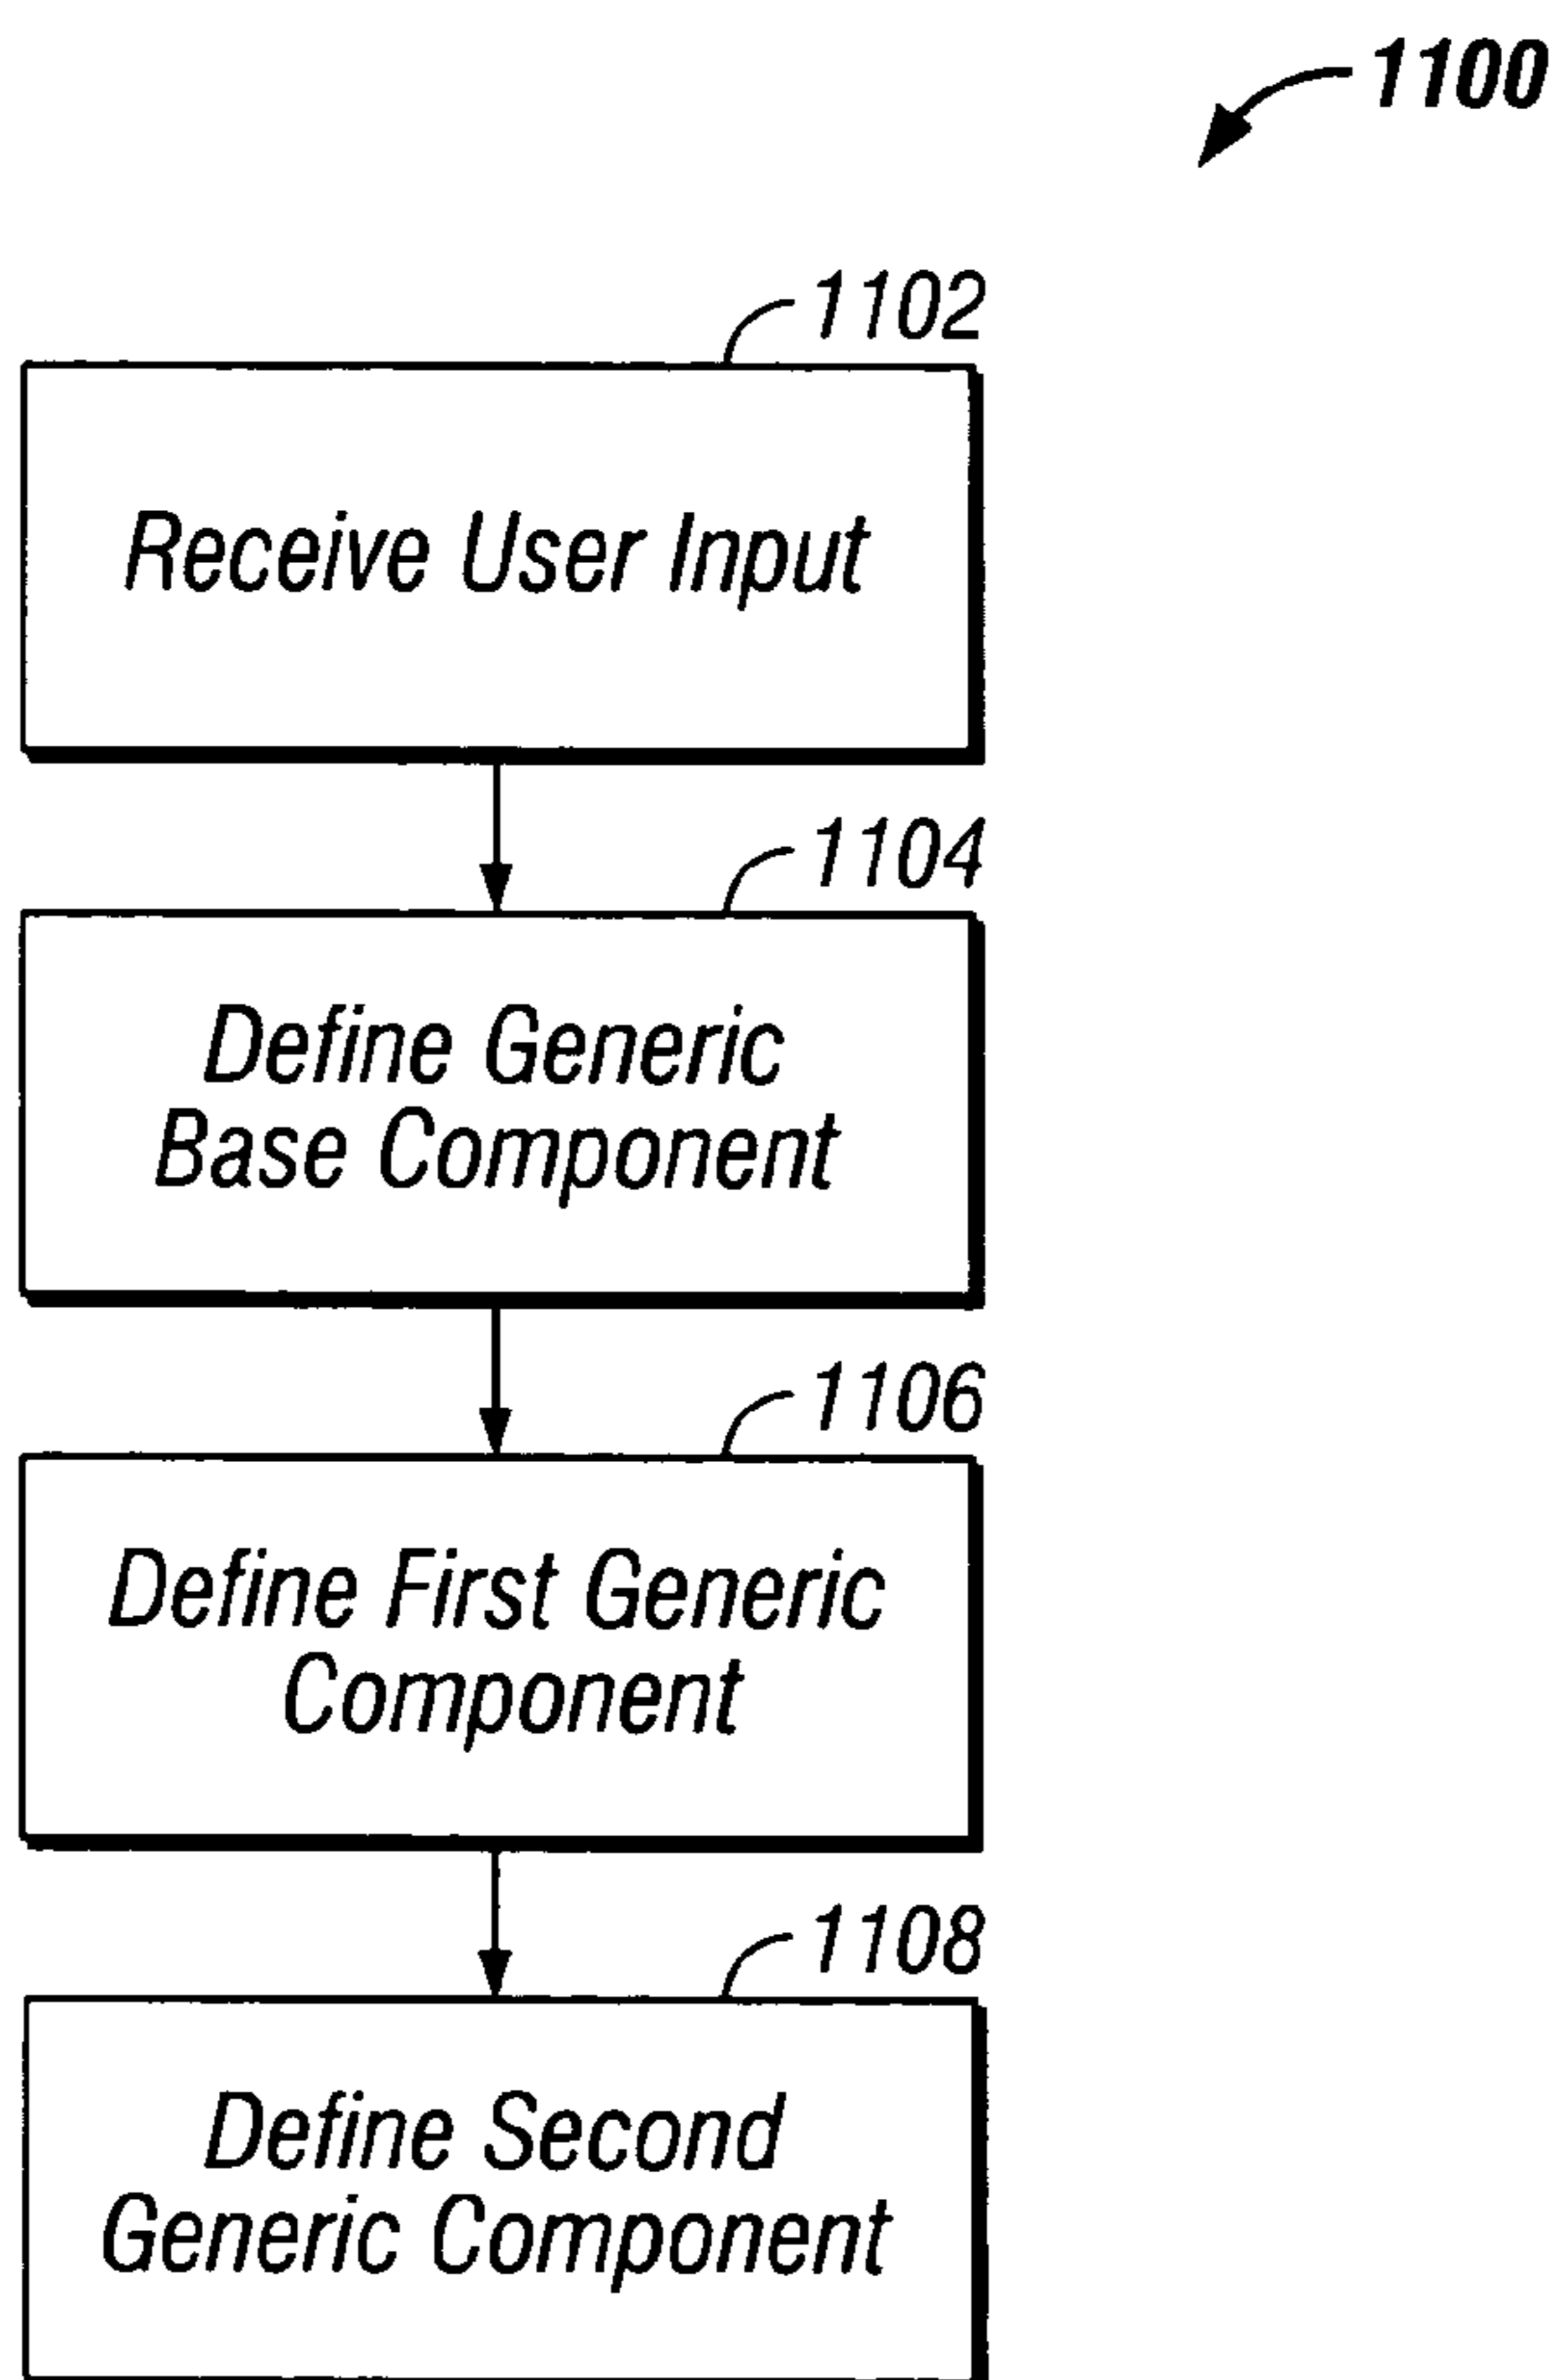 1100
1102
Receive User Input
1104
Define Generic
Base Component
1106
Define First Generic
Component
1108
Define Second
Generic Component